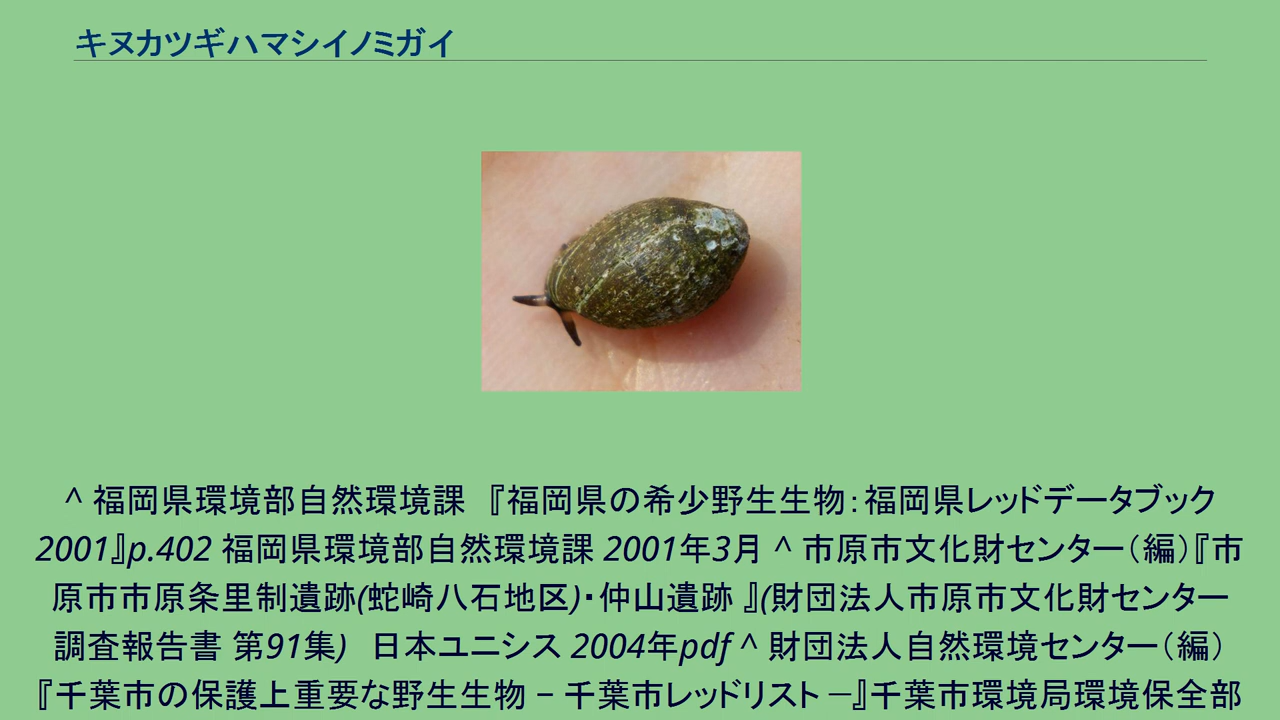 キヌカツギハマシイノミガイ
^ 福岡県環境部自然環境課　『福岡県の希少野生生物：福岡県レッドデータブック
2001』p.402 福岡県環境部自然環境課 2001年3月 ^ 市原市文化財センター（編）『市
原市市原条里制遺跡(蛇崎八石地区)・仲山遺跡 』(財団法人市原市文化財センター
調査報告書 第91集)　日本ユニシス 2004年pdf ^ 財団法人自然環境センター（編）
『千葉市の保護上重要な野生生物 − 千葉市レッドリスト ―』千葉市環境局環境保全部